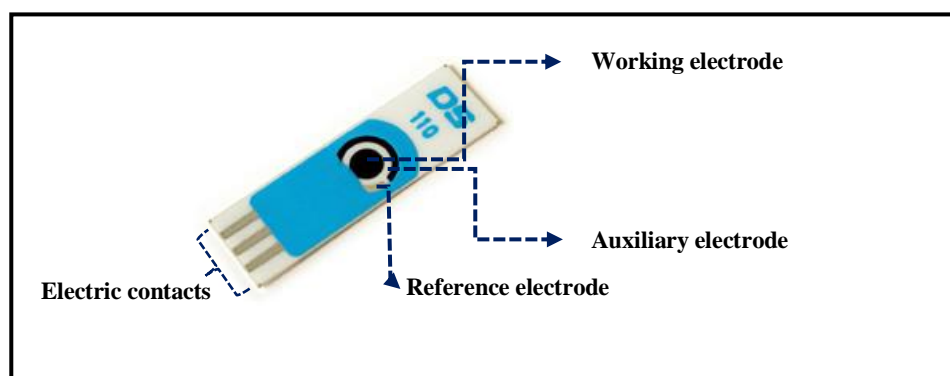 Working electrode
DS
110
Auxiliary electrode
Electric contacts
Reference electrode